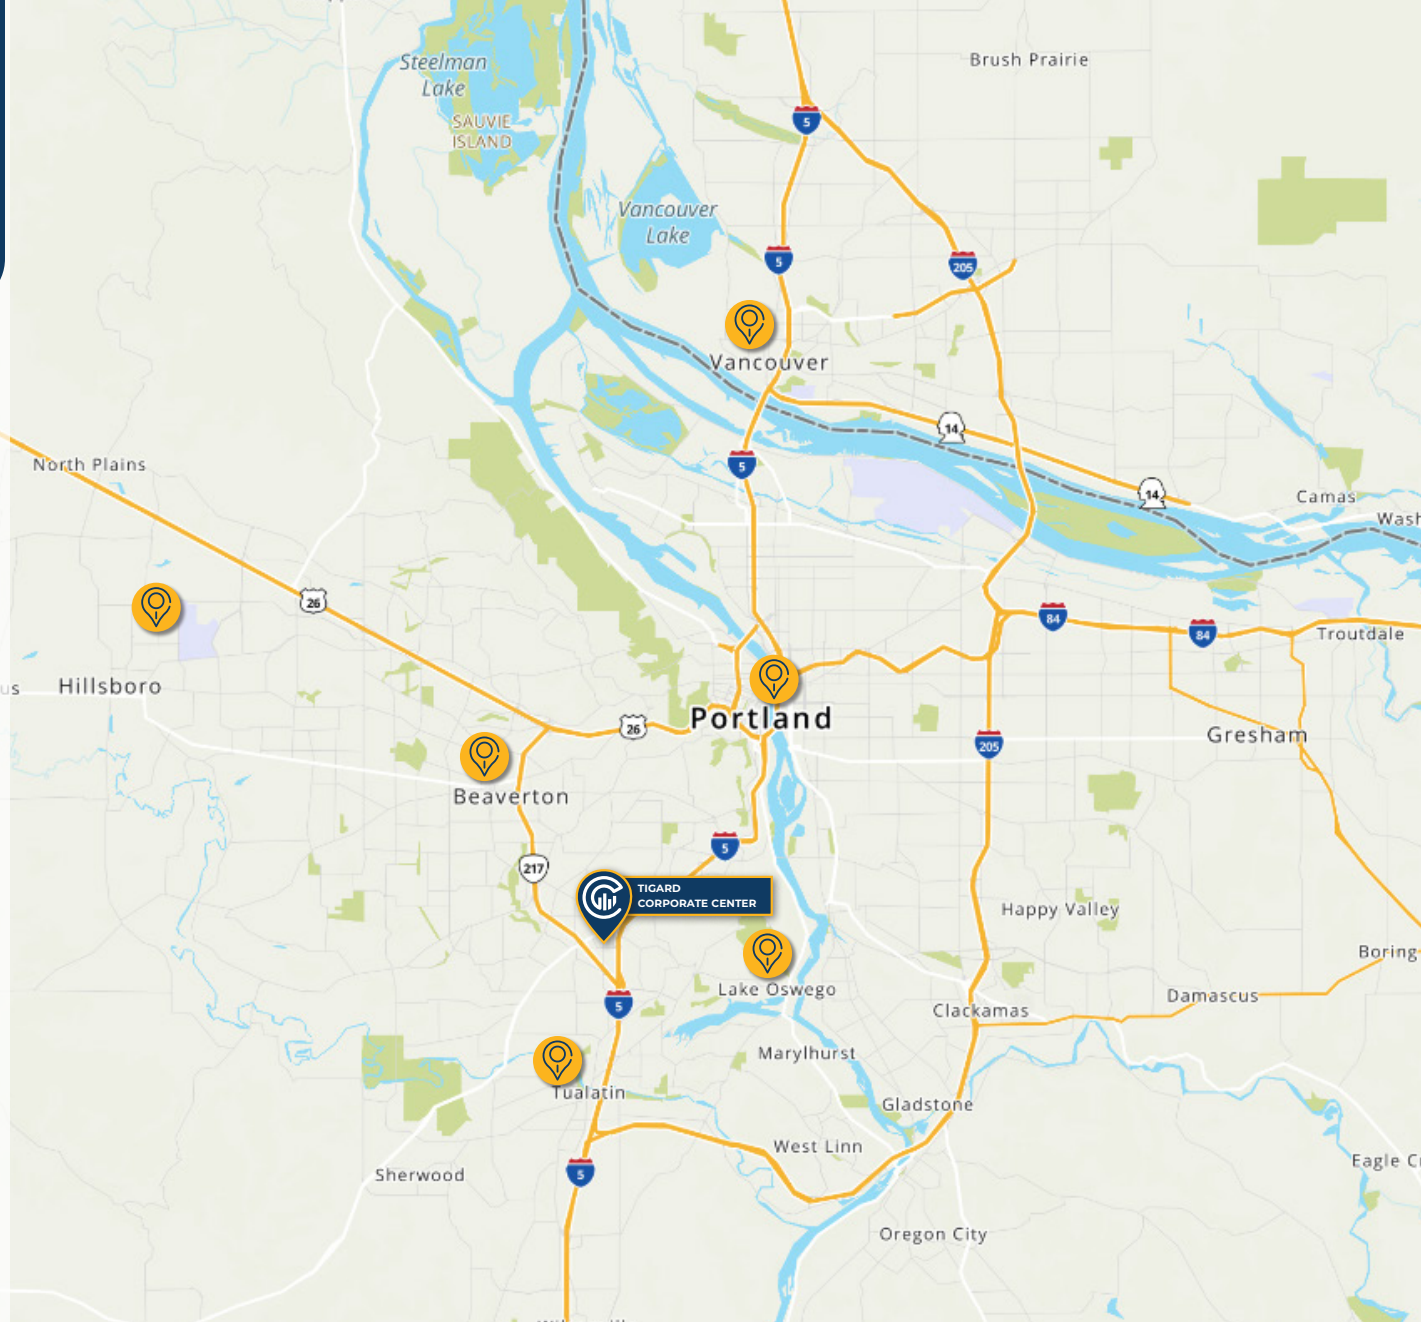 Brush Prairie
Steelman
Lake
SAUVIE
ISLAND
5
Vancouver
Lake
5
205
Vancouver
14
5
North Plains
14
Camas
26
84
84
Troutdale
Hillsboro
Portland
26
205
Gresham
Beaverton
5
217
TIGARD
CORPORATE CENTER
Happy Valley
Boring
Lake Oswego
Damascus
5
Clackamas
Marylhurst
Tualatin
Gladstone
West Linn
Sherwood
5
Oregon City